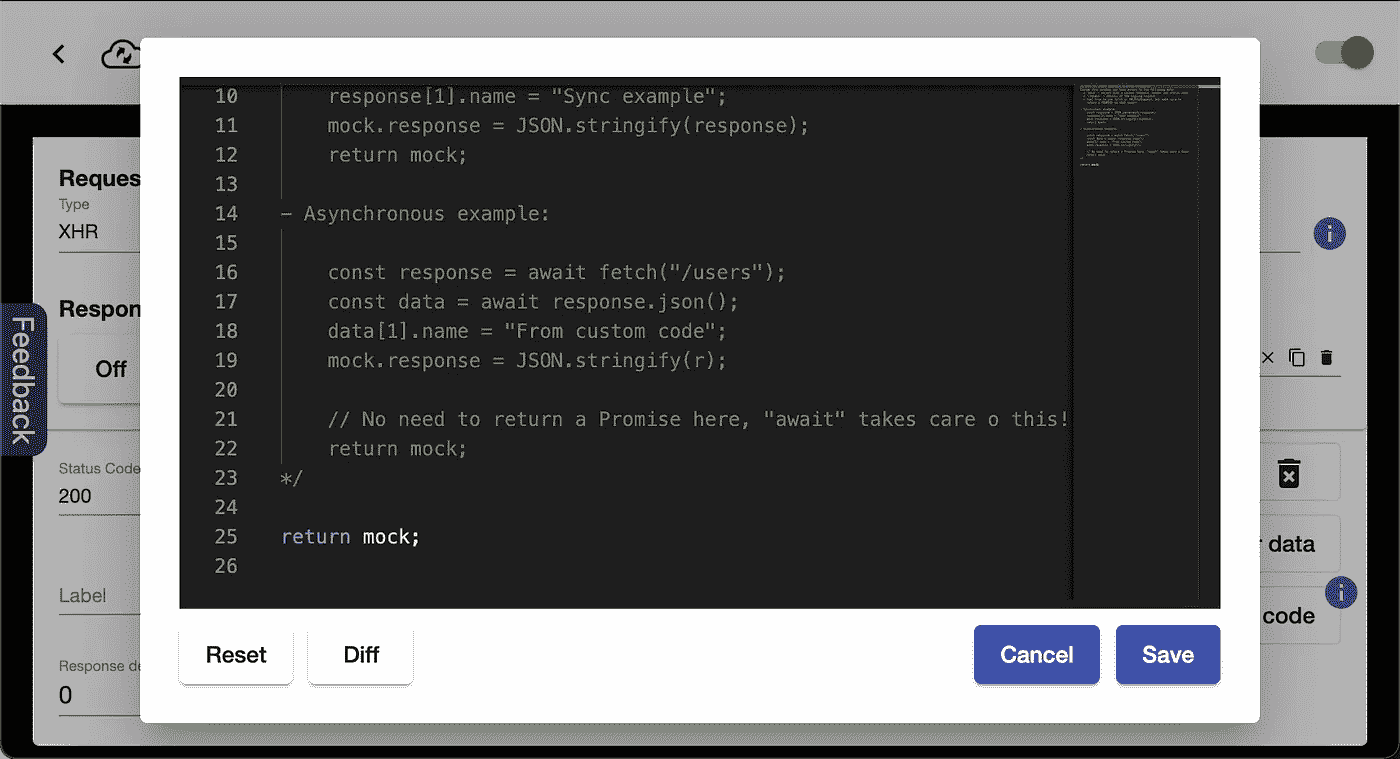 Reques
Type
XHR
Respon
Off
Feedback
Status Code
200
Label
Response de
0
10 response[1].name = "Sync example";
11 mock.response = JSON.stringify(response);
12 return mock;
13
14 - Asynchronous example:
15
16 const response = await fetch("/users");
17 const data = await response.json();
18 data[1].name = "From custom code";
19 mock.response = JSON.stringify(r);
20
21 // No need to return a Promise here, "await" takes care o this!
22 return mock;
23 */
24
25 return mock;
26
Reset
Diff
Cancel
Save
data
code